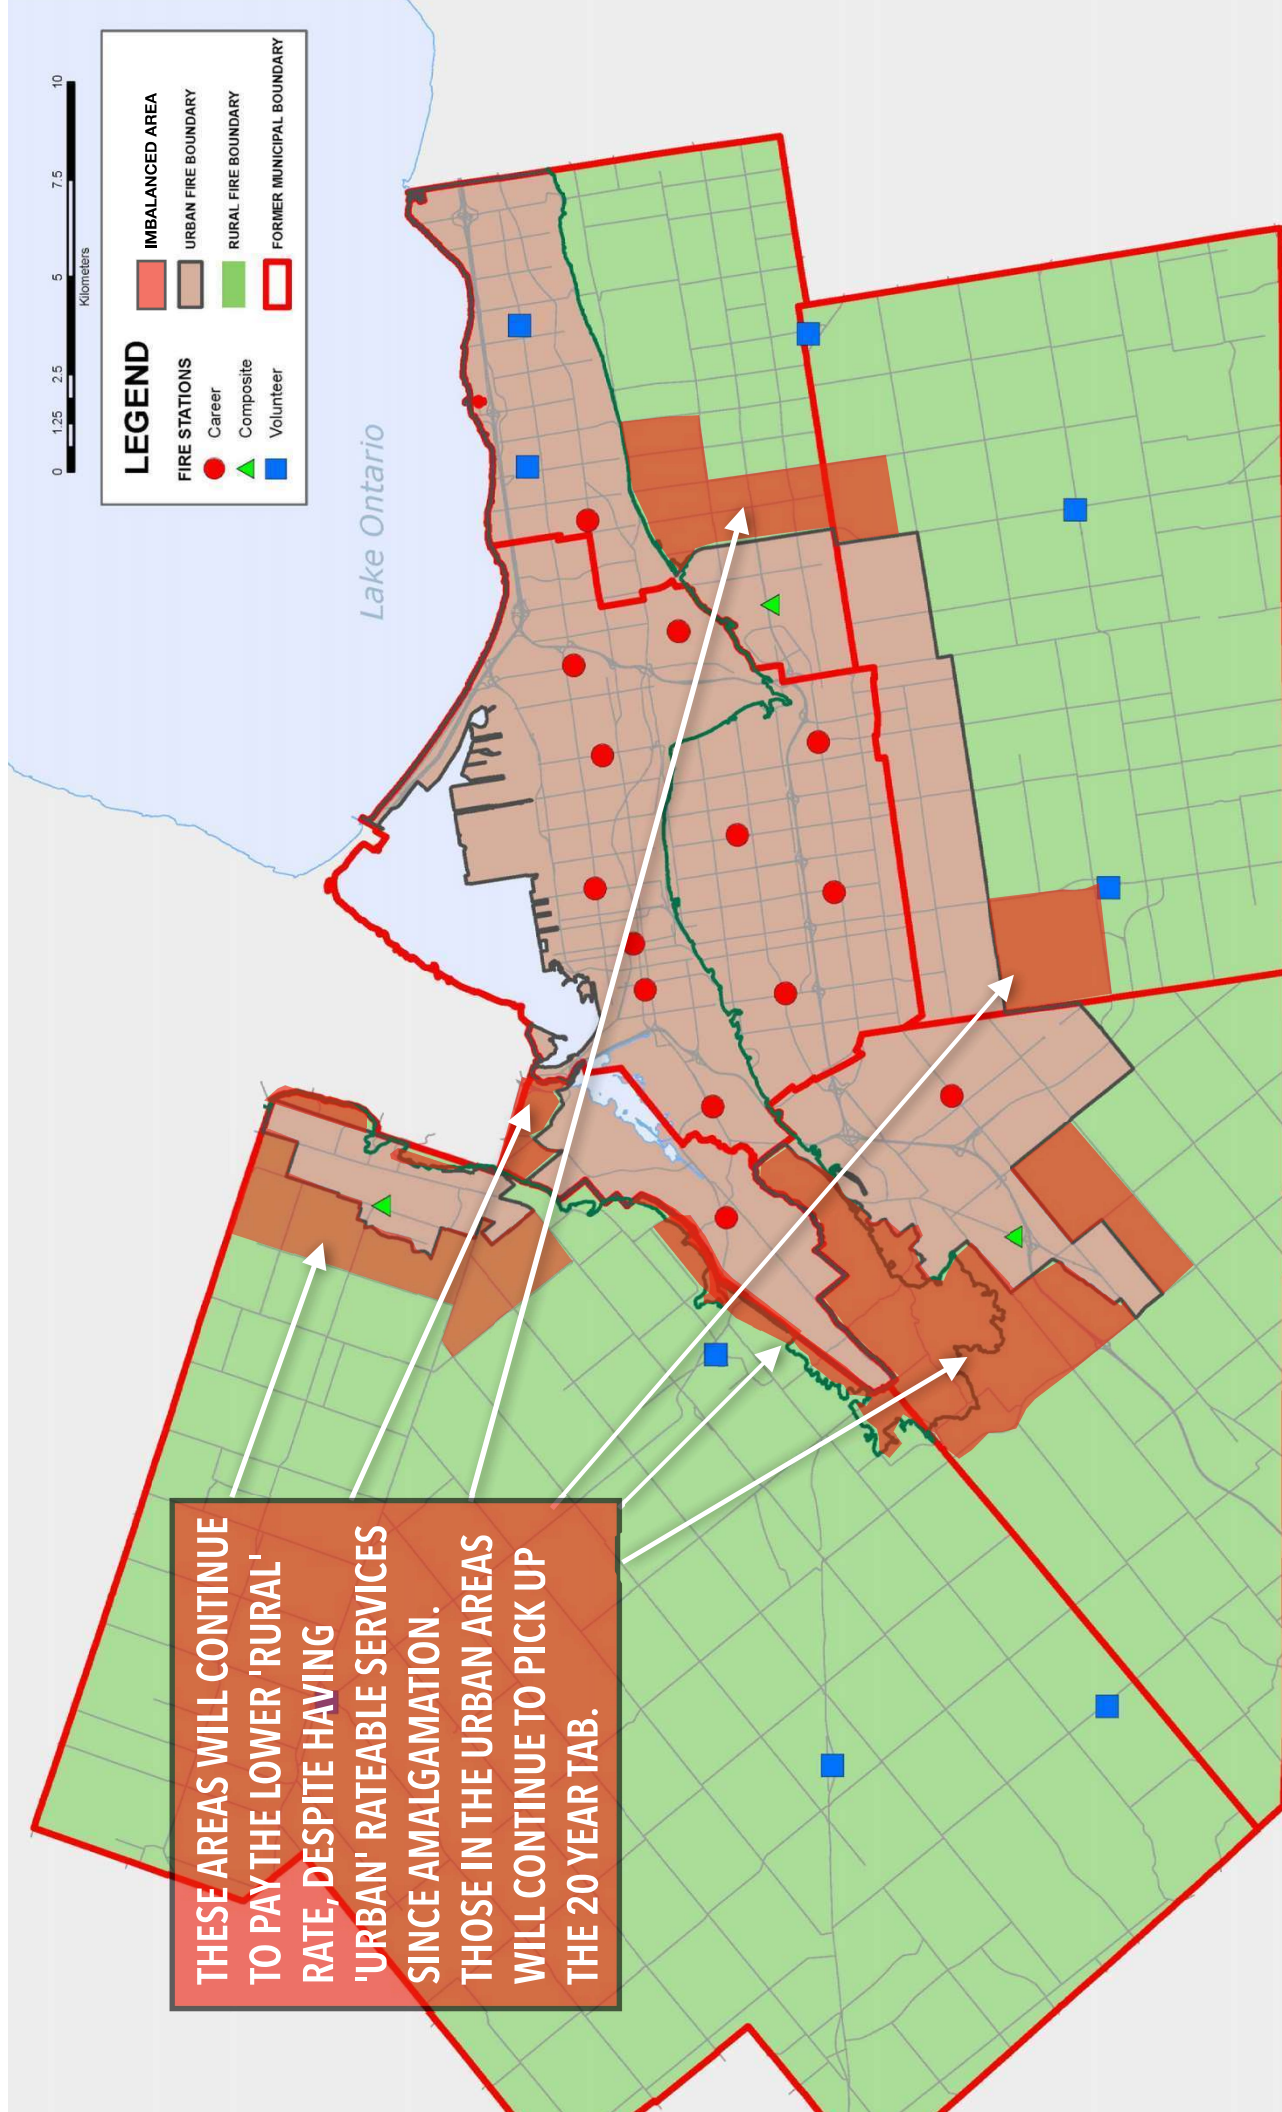 THESE AREAS WILL CONTINUE
TO PAY THE LOWER 'RURAL'
RATE, DESPITE HAVING
'URBAN' RATEABLE SERVICES
SINCE AMALGAMATION.
THOSE IN THE URBAN AREAS
WILL CONTINUE TO PICK UP
THE 20 YEAR TAB.
Lake Ontario
0 1.25 2.5 5 7.5 10
Kilometers
LEGEND
FIRE STATIONS
Career
Composite
Volunteer
IMBALANCED AREA
URBAN FIRE BOUNDARY
RURAL FIRE BOUNDARY
FORMER MUNICIPAL BOUNDARY